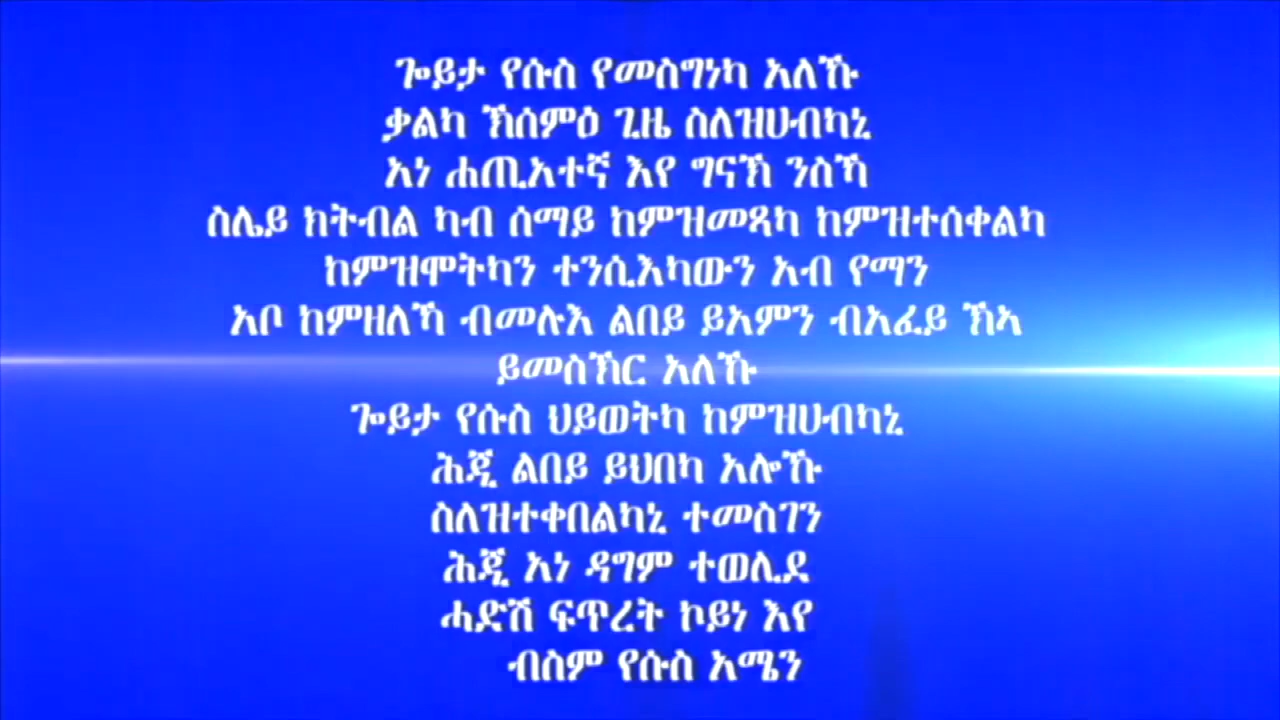 ጐይታ የሱስ የመስግነካ አለኹ
ቃልካ ኽሰምዕ ጊዜ ስለዝሀብካኒ
አነ ሐጢአተኛ እየ ግናኽ ንስኻ
ስሌይ ክትብል ካብ ሰማይ ከምዝመጻካ ከምዝተሰቀልካ
ከምዝሞትካን ተንሲእካውን አብ የማን
አቦ ከምዘለኻ ብመሉእ ልበይ ይአምን ብአፈይ ኽኣ
ይመስኽር አለኹ
ጐይታ የሱስ ህይወትካ ከምዝሀብካኒ
ሕጂ ልበይ ይህበካ አሎኹ
ስለዝተቀበልካኒ ተመስገን
ሕጂ አነ ዳግም ተወሊደ
ሓድሽ ፍጥረት ኮይነ እየ
ብስም የሱስ አሜን